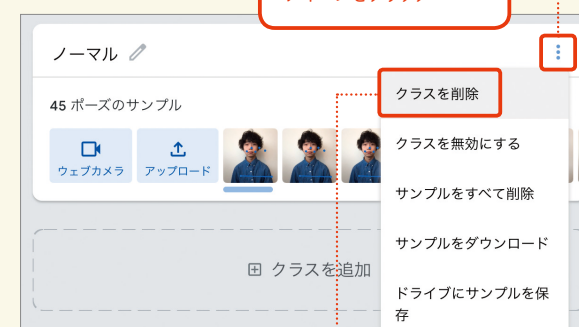 ノーマル
45 ポーズのサンプル
ウェブカメラ
アップロード
クラスを追加
クラスを削除
クラスを無効にする
サンプルをすべて削除
サンプルをダウンロード
ドライブにサンプルを保
存